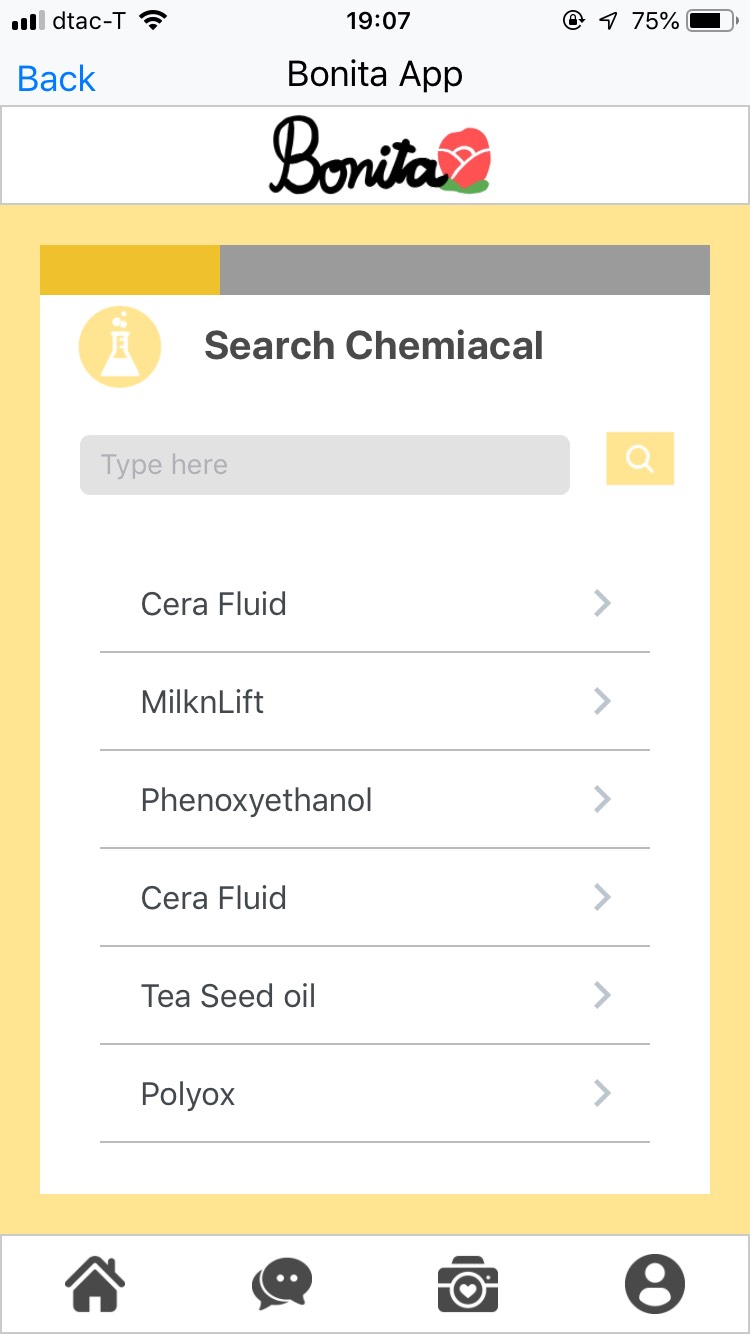 dtac-T 19:07 75%
Back Bonita App
Bonita
Search Chemiacal
Type here
Cera Fluid
MilknLift
Phenoxyethanol
Cera Fluid
Tea Seed oil
Polyox